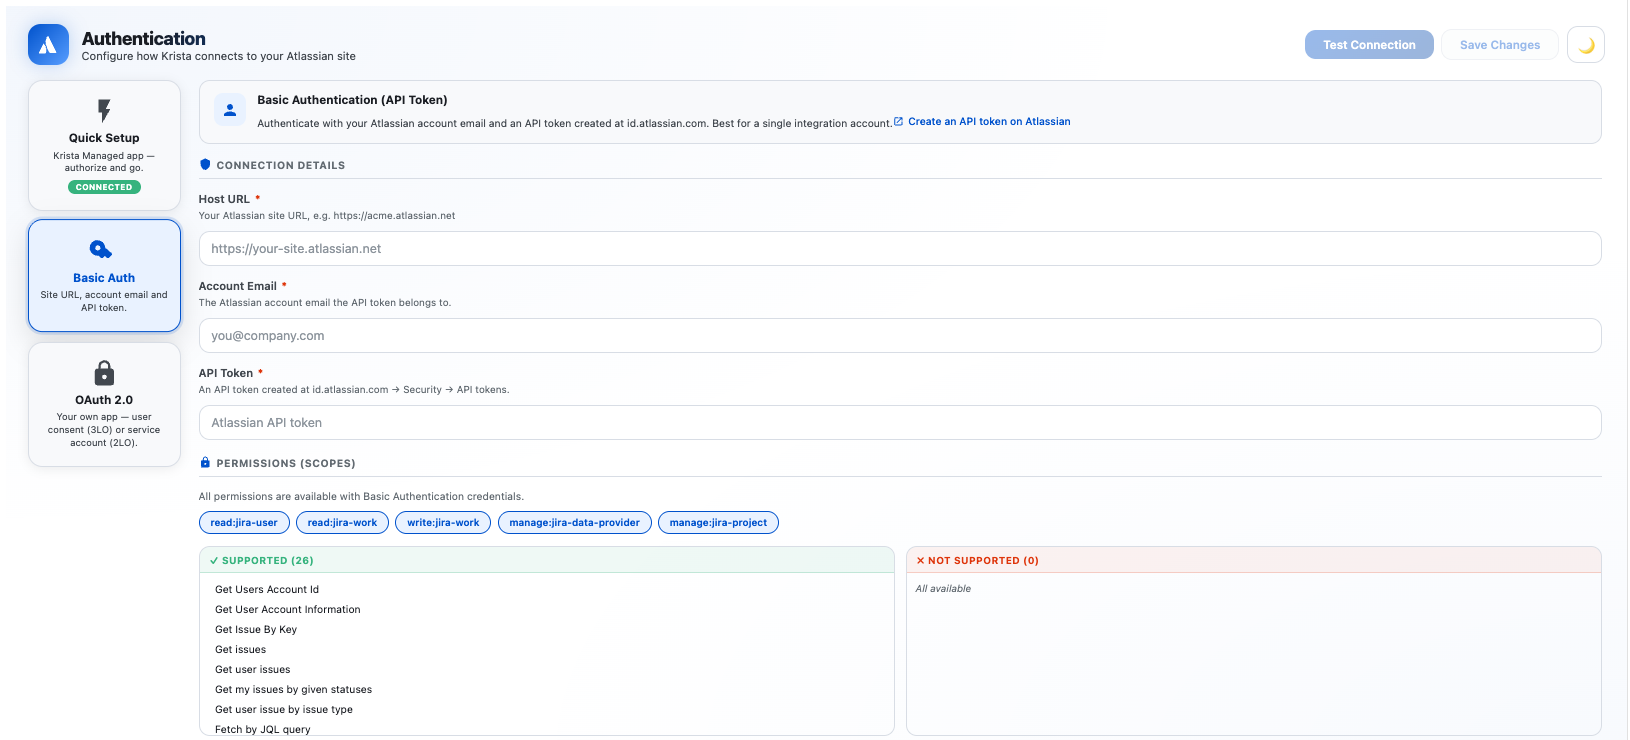 Authentication
Configure how Krista connects to your Atlassian site
Test Connection
Save Changes
Quick Setup
Krista Managed app —
authorize and go.
CONNECTED
Basic Auth
Site URL, account email and
API token.
OAuth 2.0
Your own app — user
consent (3LO) or service
account (2LO).
Basic Authentication (API Token)
Authenticate with your Atlassian account email and an API token created at id.atlassian.com. Best for a single integration account. Create an API token on Atlassian
CONNECTION DETAILS
Host URL *
Your Atlassian site URL, e.g. https://acme.atlassian.net
https://your-site.atlassian.net
Account Email *
The Atlassian account email the API token belongs to.
you@company.com
API Token *
An API token created at id.atlassian.com → Security → API tokens.
Atlassian API token
PERMISSIONS (SCOPES)
All permissions are available with Basic Authentication credentials.
read:jira-user read:jira-work write:jira-work manage:jira-data-provider manage:jira-project
✓ SUPPORTED (26)
Get Users Account Id
Get User Account Information
Get Issue By Key
Get issues
Get user issues
Get my issues by given statuses
Get user issue by issue type
Fetch by JQL query
✕ NOT SUPPORTED (0)
All available